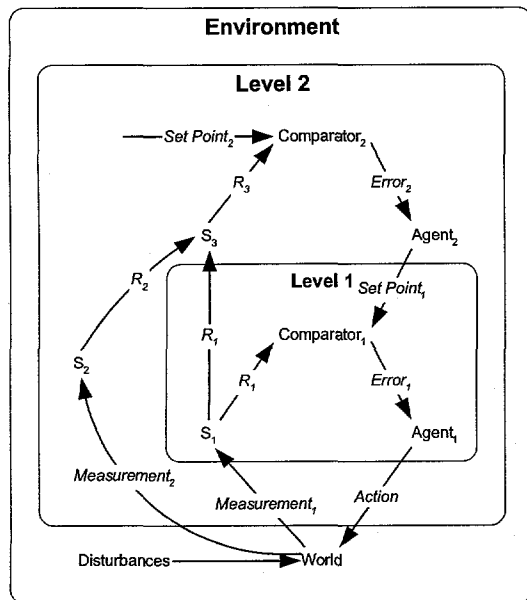 Environment
Level 2
Set Point₂ Comparator₂
R₃ Error₂
S₃ Agent₂
Level 1 Set Point₁
R₂
R₁ Comparator₁
S₂ R₁ Error₁
S₁ Agent₁
Measurement₂ Measurement₁ Action
Disturbances World